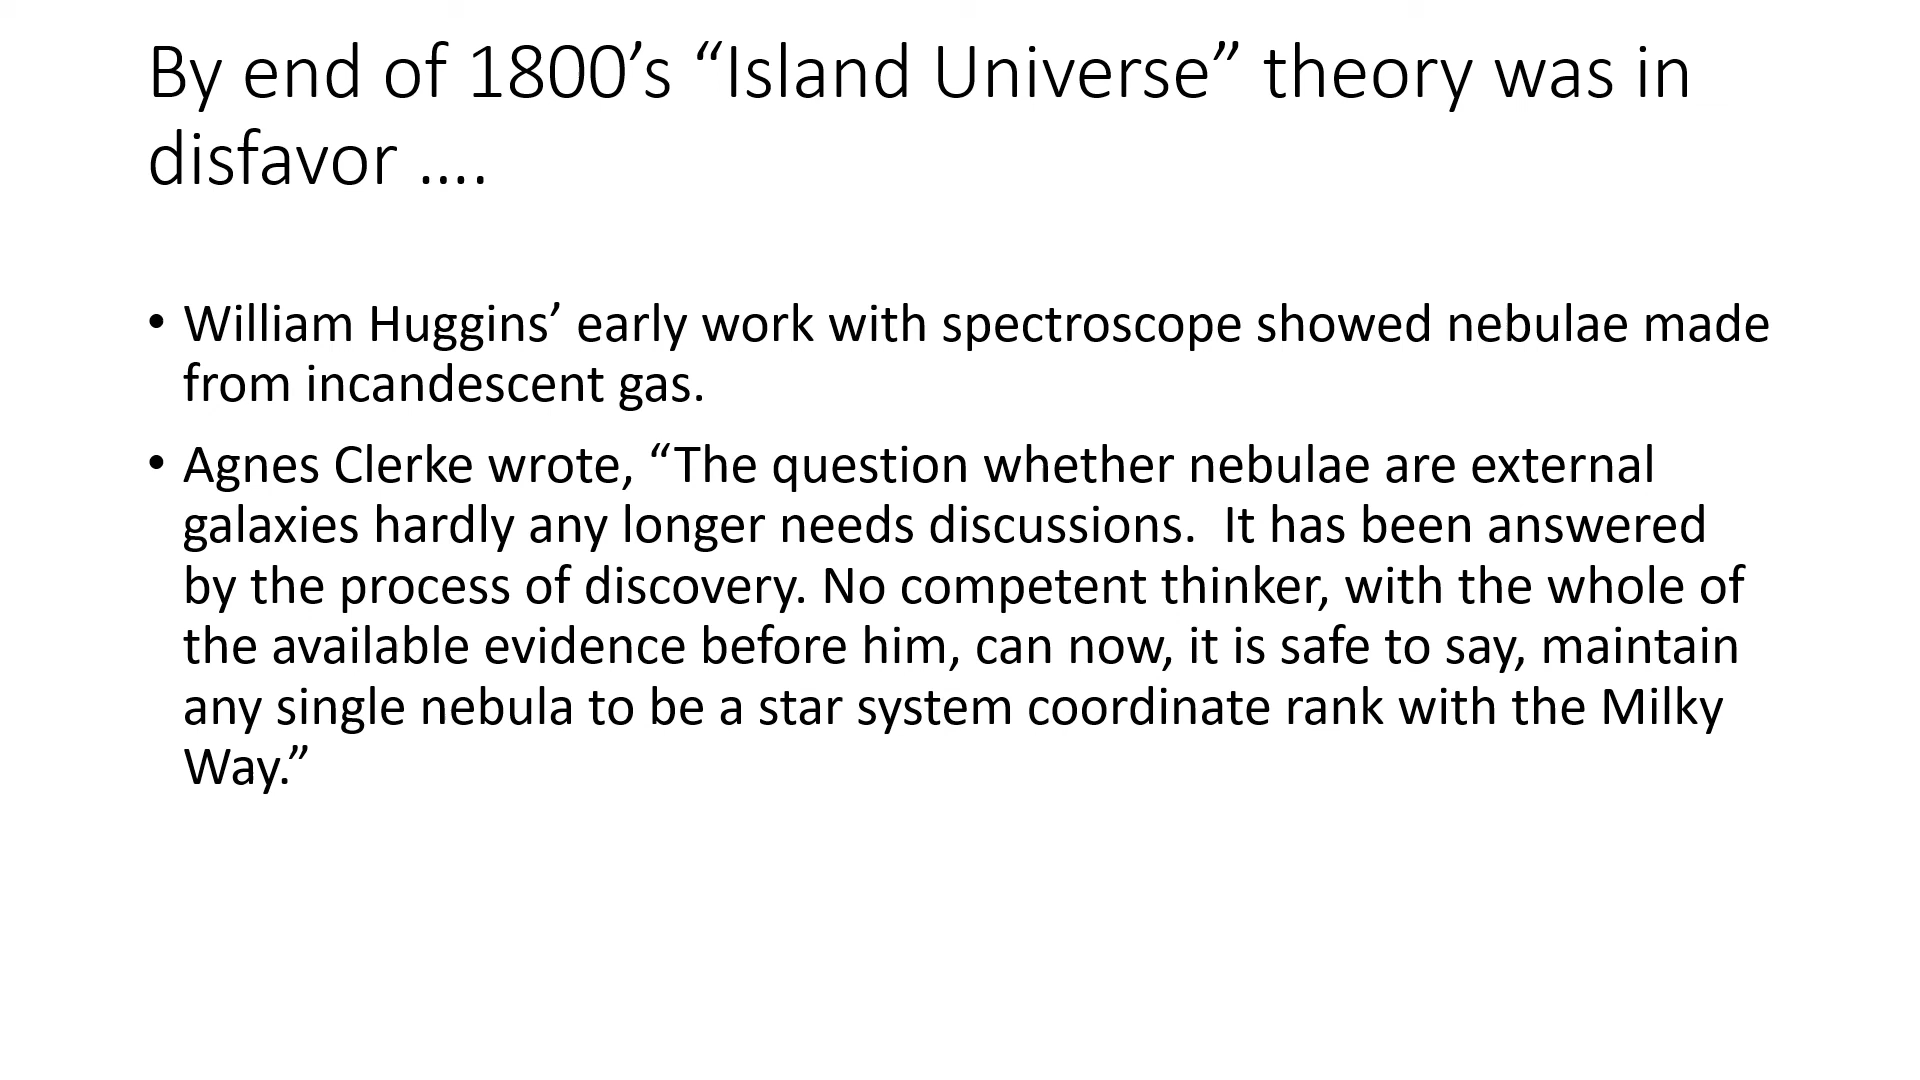 By end of 1800’s “Island Universe” theory was in
disfavor ….
• William Huggins’ early work with spectroscope showed nebulae made
from incandescent gas.
• Agnes Clerke wrote, “The question whether nebulae are external
galaxies hardly any longer needs discussions.  It has been answered
by the process of discovery. No competent thinker, with the whole of
the available evidence before him, can now, it is safe to say, maintain
any single nebula to be a star system coordinate rank with the Milky
Way.”